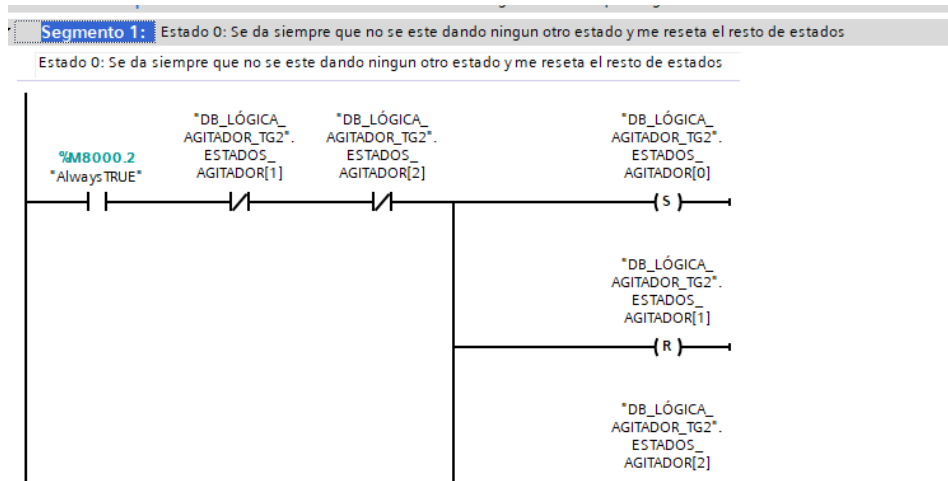 Segmento 1: Estado 0: Se da siempre que no se este dando ningun otro estado y me reseta el resto de estados
Estado 0: Se da siempre que no se este dando ningun otro estado y me reseta el resto de estados
%M8000.2
"AlwaysTRUE"
"DB_LÓGICA_
AGITADOR_TG2".
ESTADOS_
AGITADOR[1]
"DB_LÓGICA_
AGITADOR_TG2".
ESTADOS_
AGITADOR[2]
"DB_LÓGICA_
AGITADOR_TG2".
ESTADOS_
AGITADOR[0]
S
"DB_LÓGICA_
AGITADOR_TG2".
ESTADOS_
AGITADOR[1]
R
"DB_LÓGICA_
AGITADOR_TG2".
ESTADOS_
AGITADOR[2]